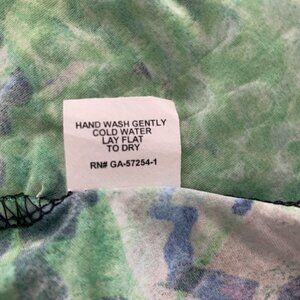 HAND WASH GENTLY
COLD WATER
LAY FLAT
TO DRY
RN# GA-57254-1